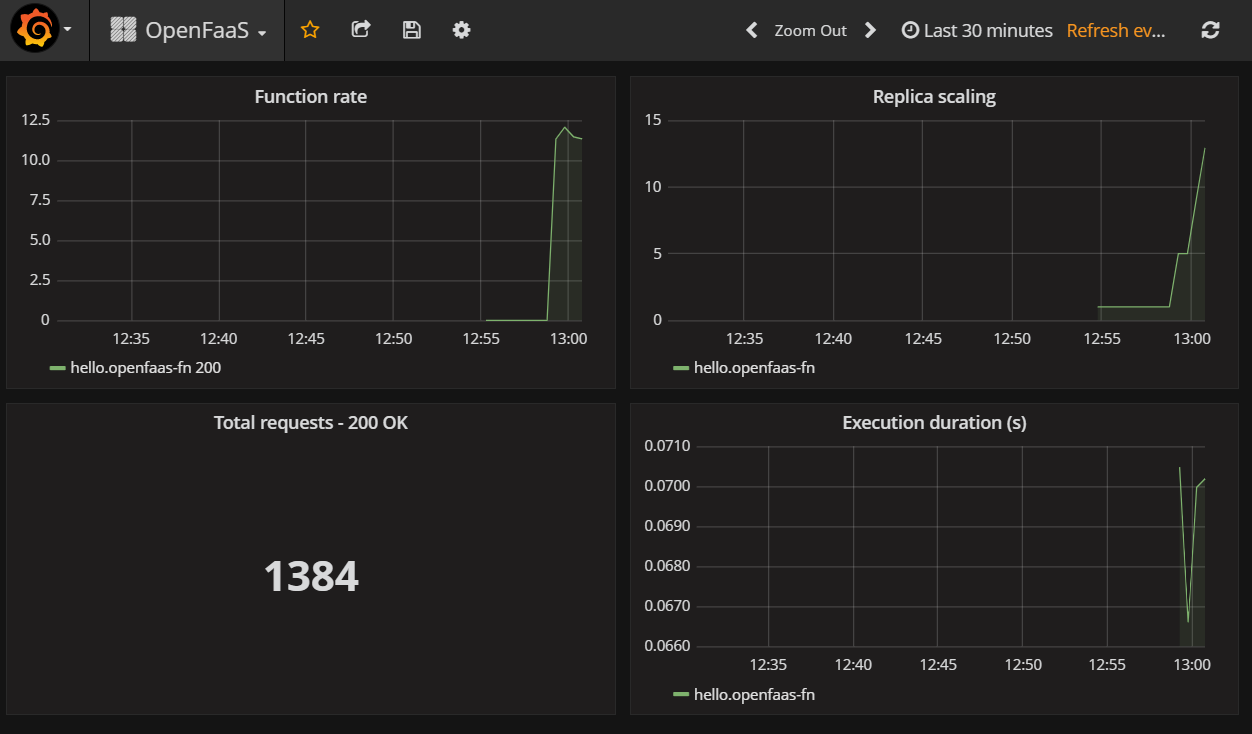 OpenFaaS Zoom Out Last 30 minutes Refresh ev...
Function rate
12.5
10.0
7.5
5.0
2.5
0
12:35 12:40 12:45 12:50 12:55 13:00
hello.openfaas-fn 200
Replica scaling
15
10
5
0
12:35 12:40 12:45 12:50 12:55 13:00
hello.openfaas-fn
Total requests - 200 OK
1384
Execution duration (s)
0.0710
0.0700
0.0690
0.0680
0.0670
0.0660
12:35 12:40 12:45 12:50 12:55 13:00
hello.openfaas-fn